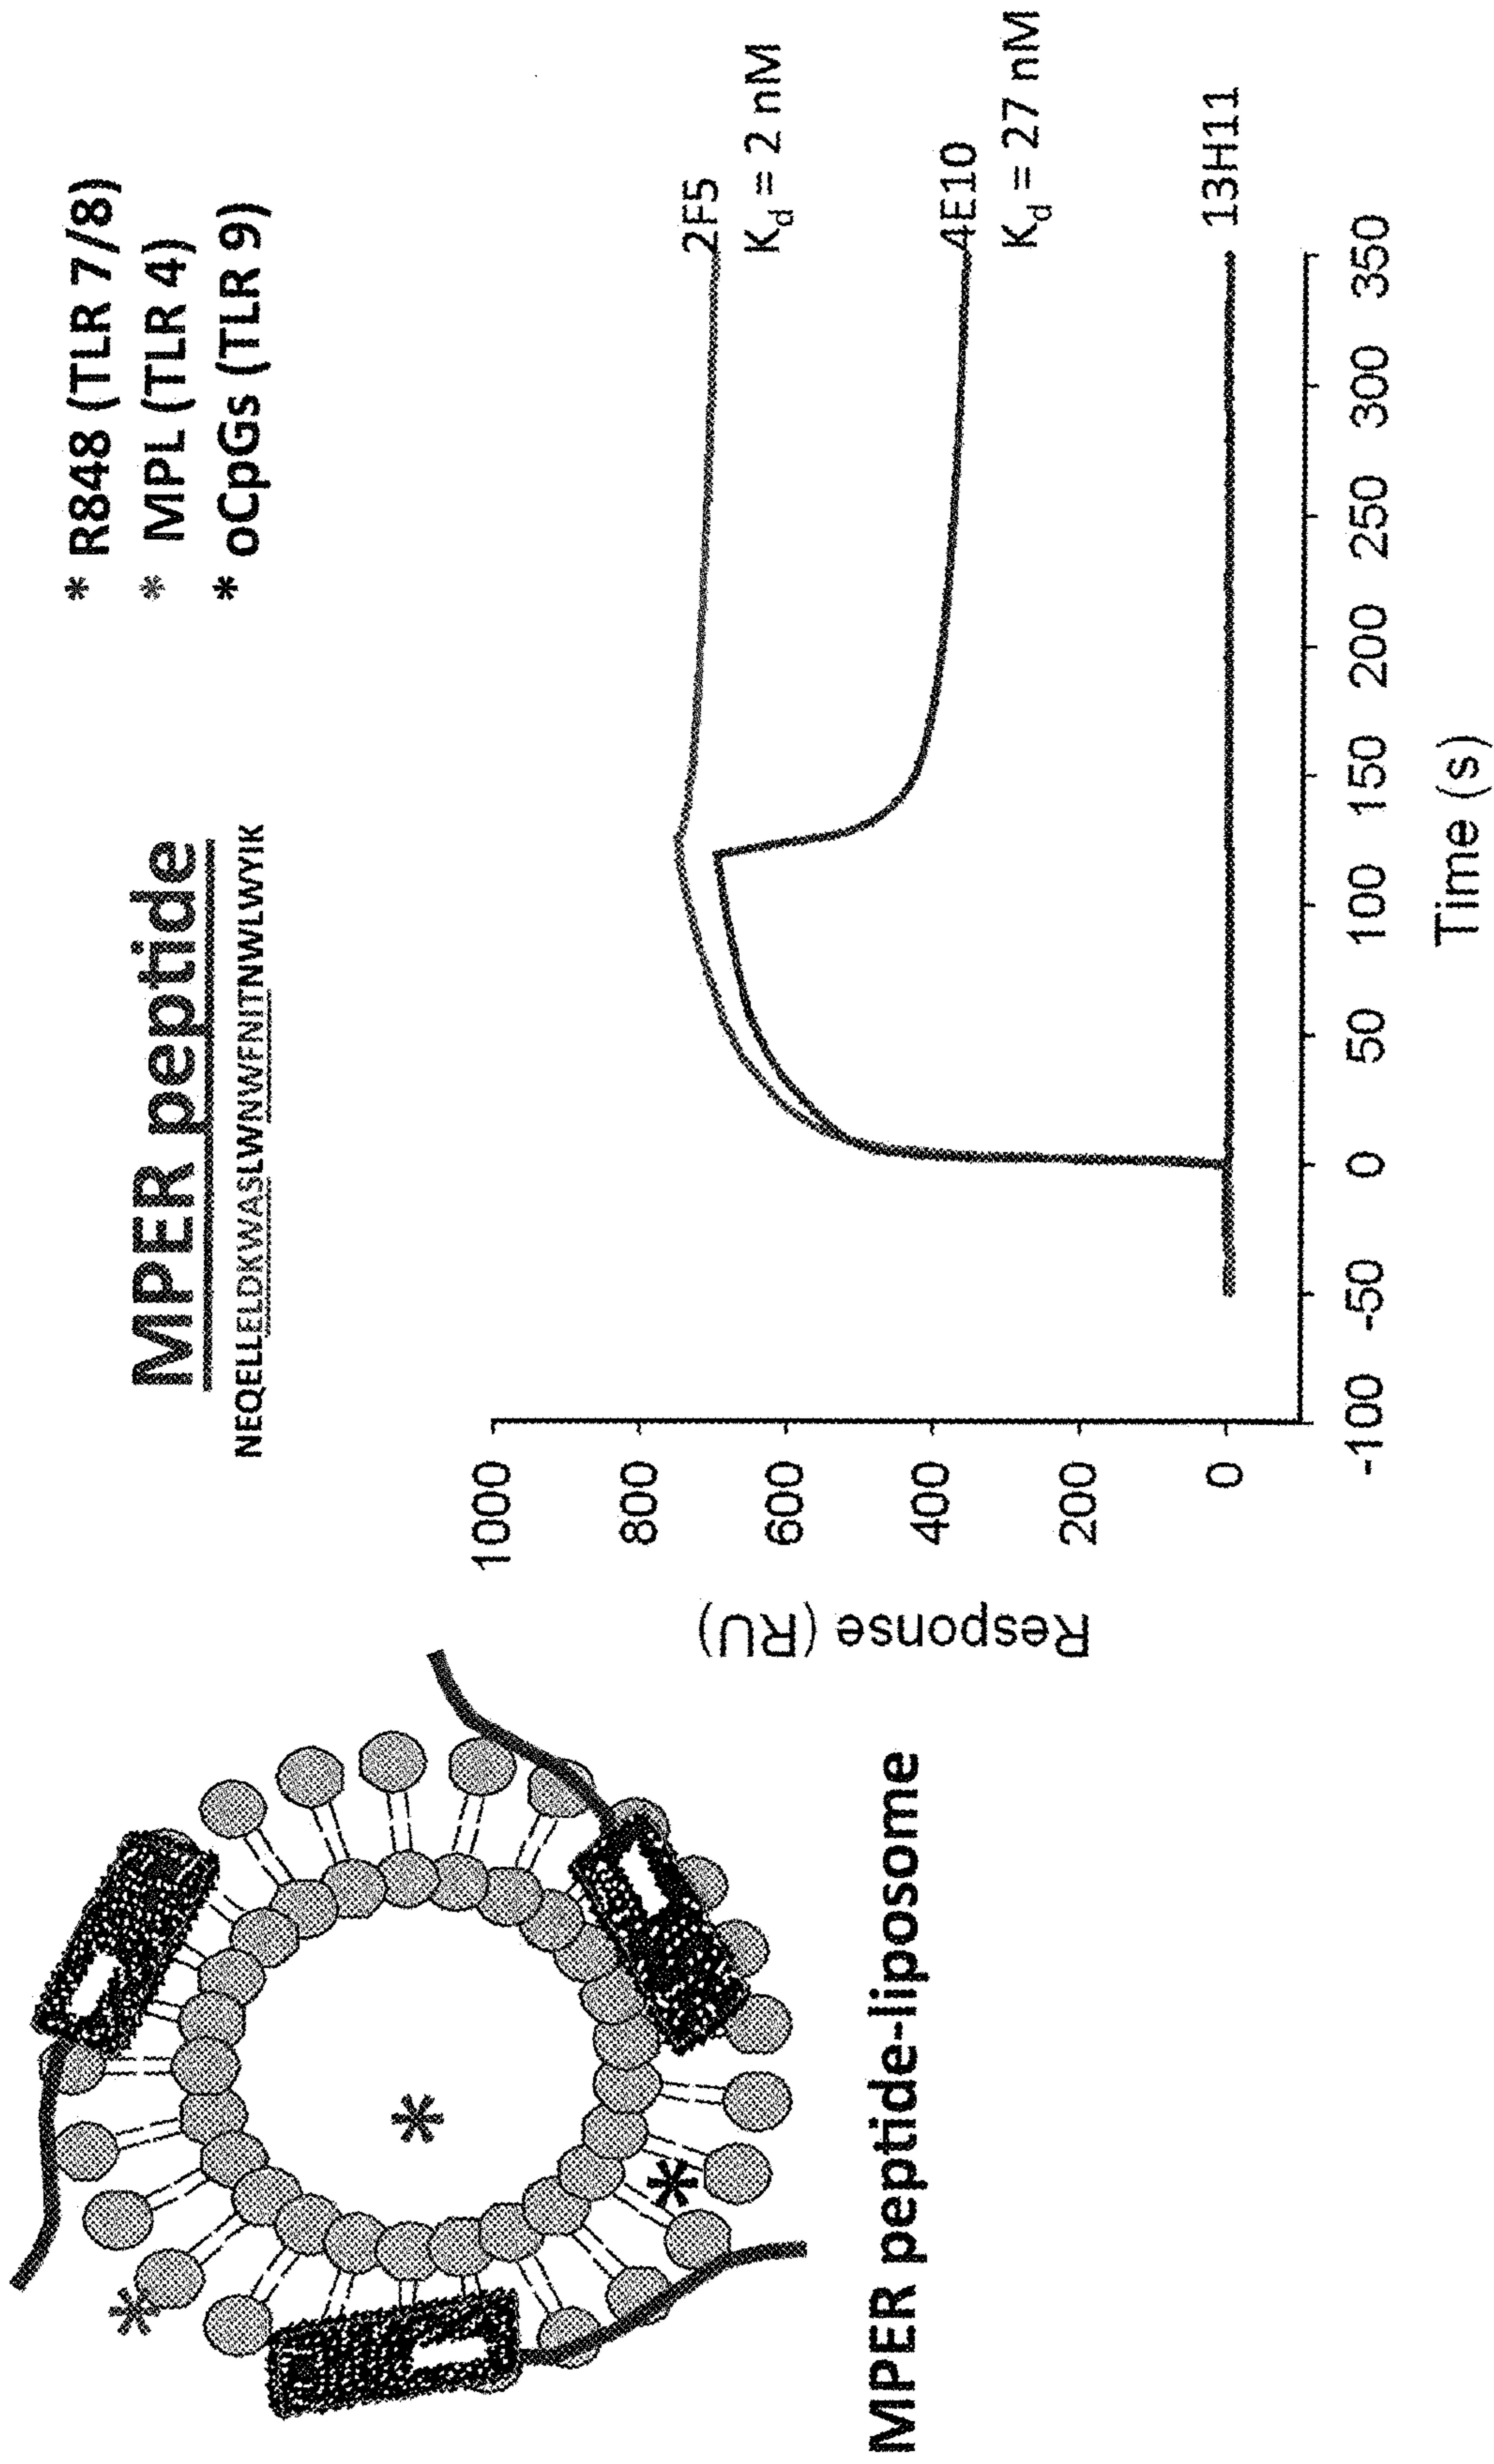 MPER peptide-liposome
MPER peptide
NEQELLELDKWASLWNWFNITNWLWYIK
* R848 (TLR 7/8)
* MPL (TLR 4)
* oCpGs (TLR 9)
Response (RU)
1000
800
600
400
200
0
2F5
Kd = 2 nM
4E10
Kd = 27 nM
13H11
-100 -50 0 50 100 150 200 250 300 350
Time (s)